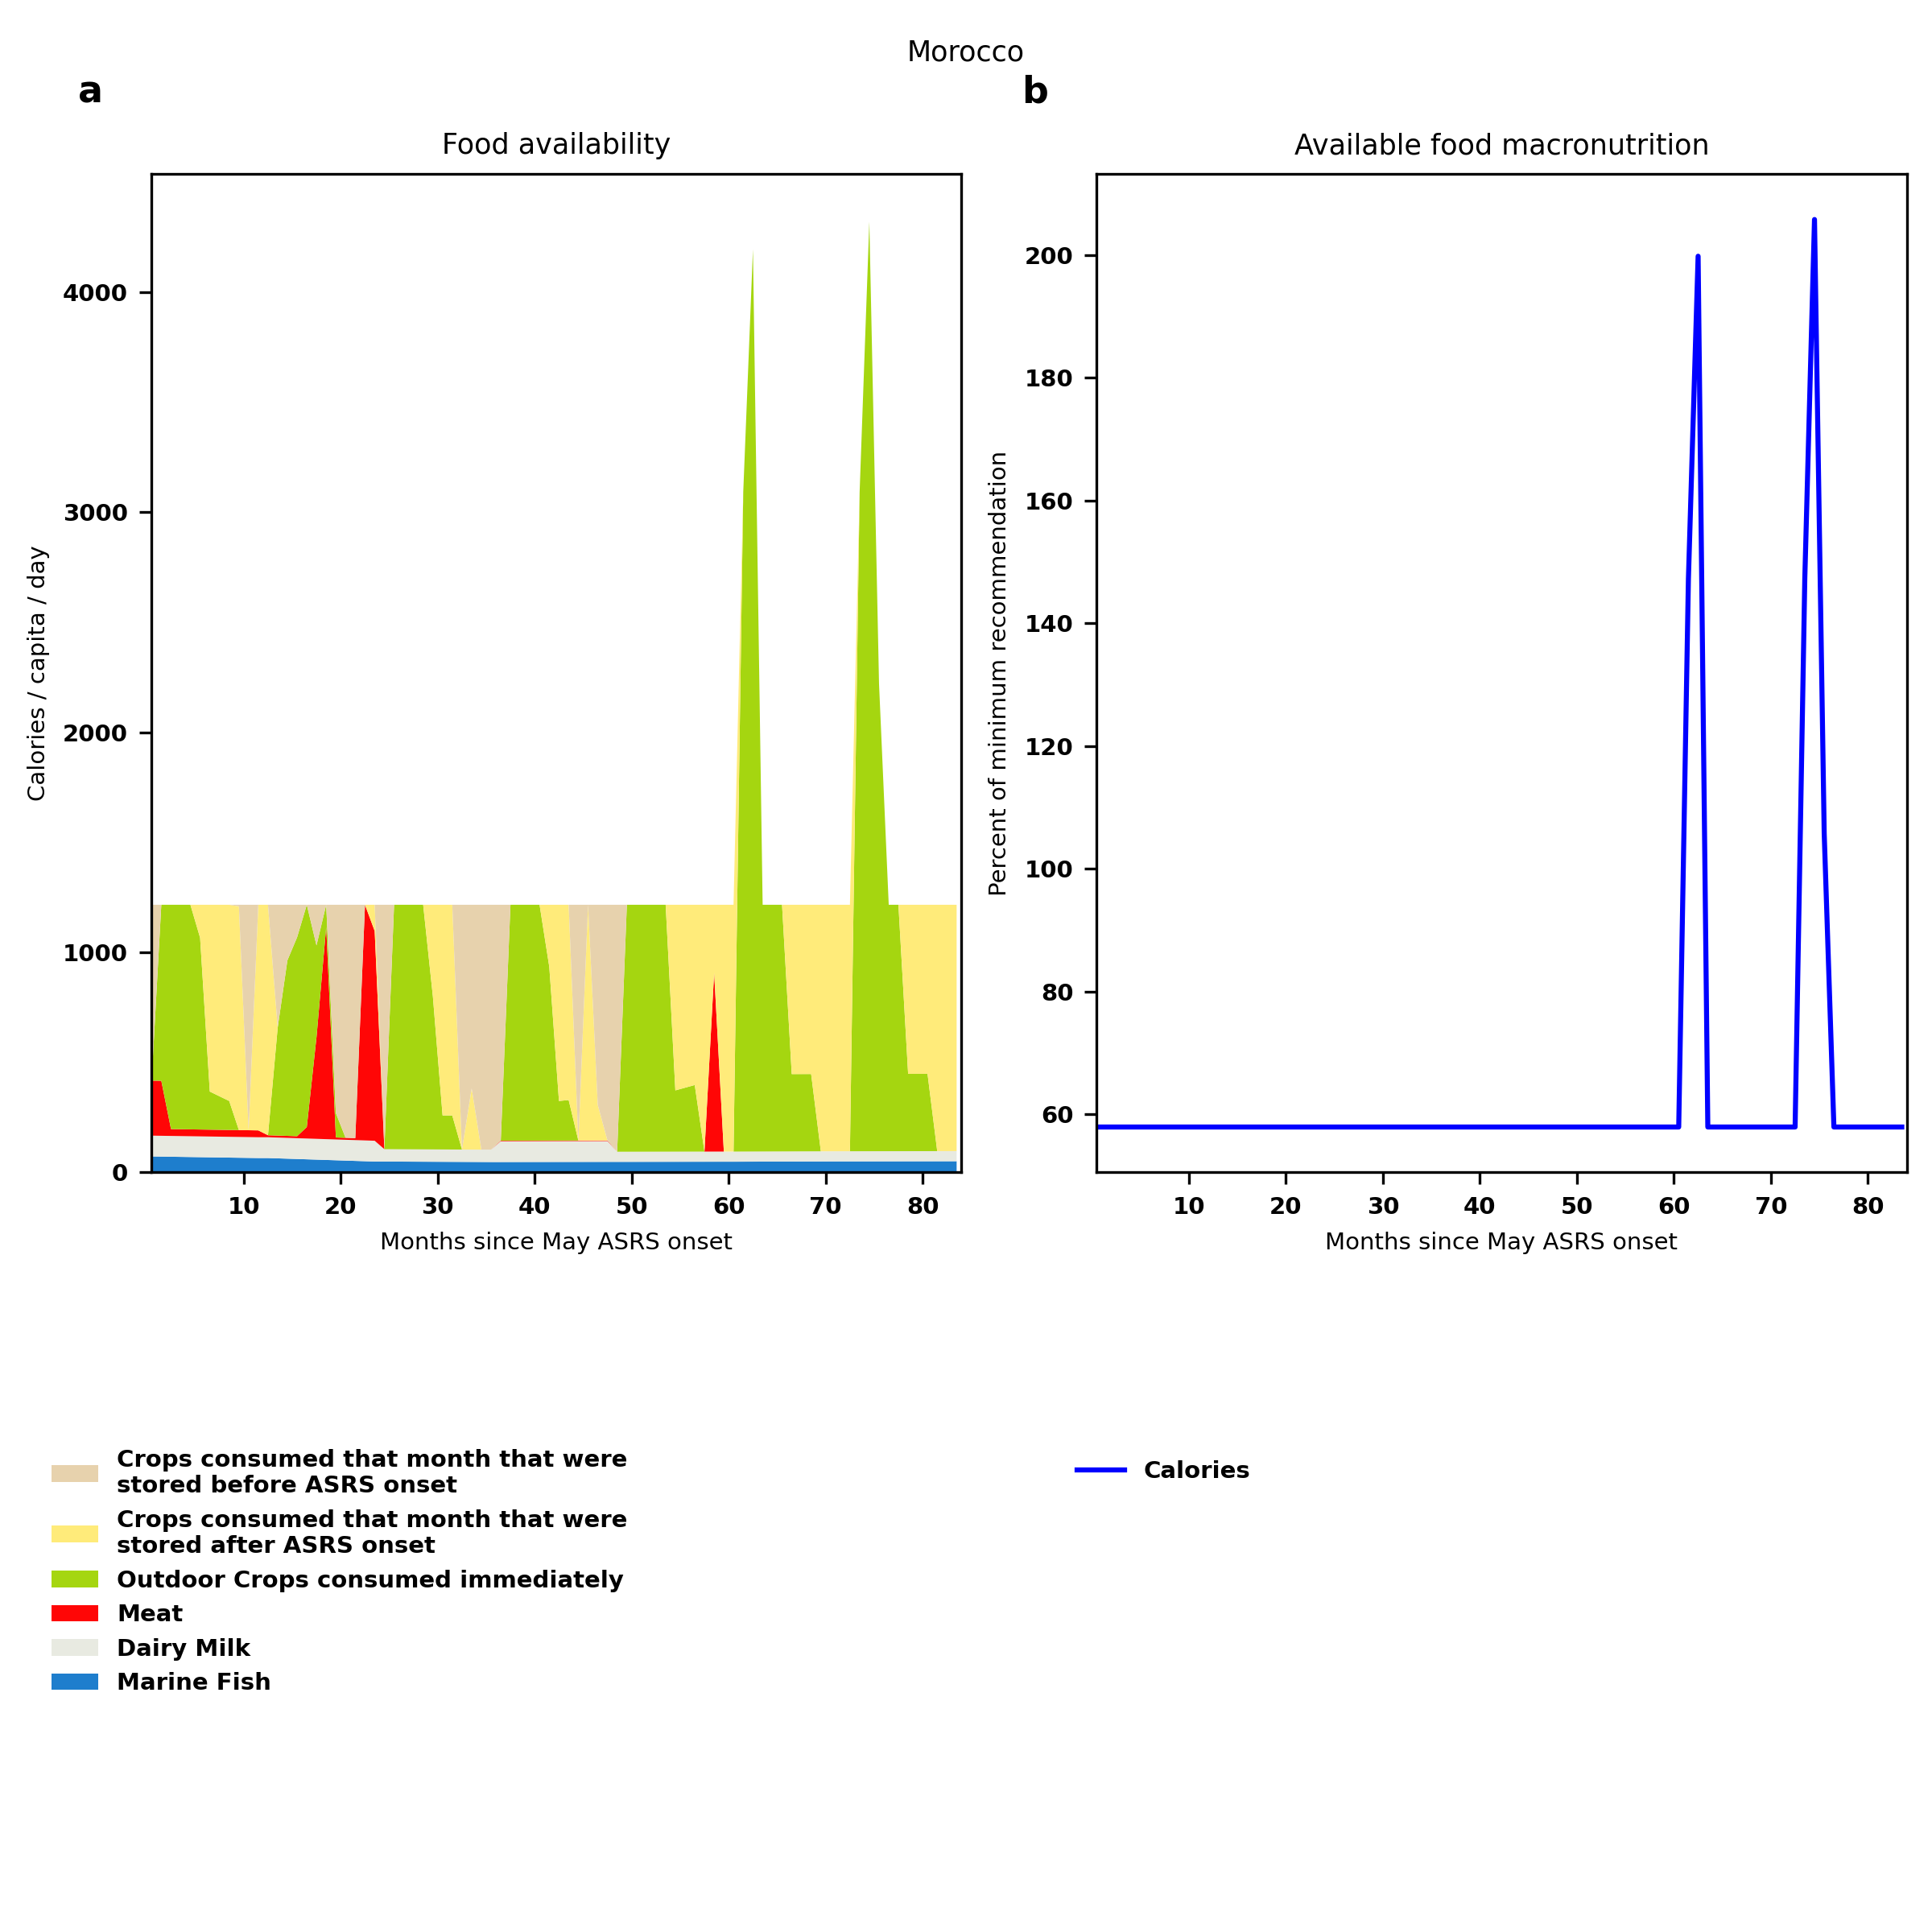 Morocco
a
Food availability
Calories / capita / day
4000
3000
2000
1000
0
10 20 30 40 50 60 70 80
Months since May ASRS onset
b
Available food macronutrition
Percent of minimum recommendation
200
180
160
140
120
100
80
60
10 20 30 40 50 60 70 80
Months since May ASRS onset
Crops consumed that month that were
stored before ASRS onset
Crops consumed that month that were
stored after ASRS onset
Outdoor Crops consumed immediately
Meat
Dairy Milk
Marine Fish
Calories